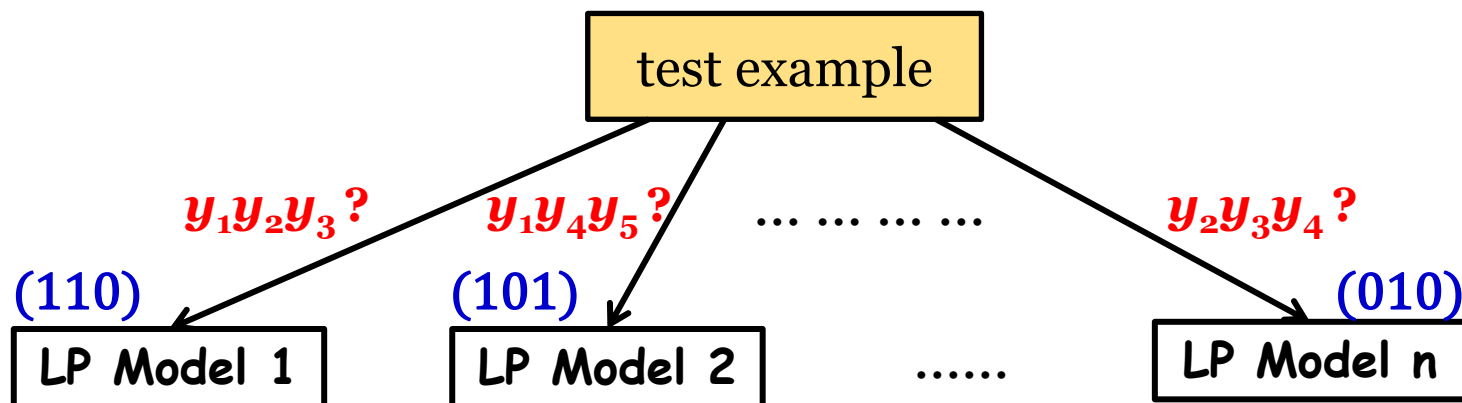 test example
y₁y₂y₃? y₁y₄y₅? ... ... ... ... y₂y₃y₄?
(110) (101) (010)
LP Model 1 LP Model 2 ...... LP Model n